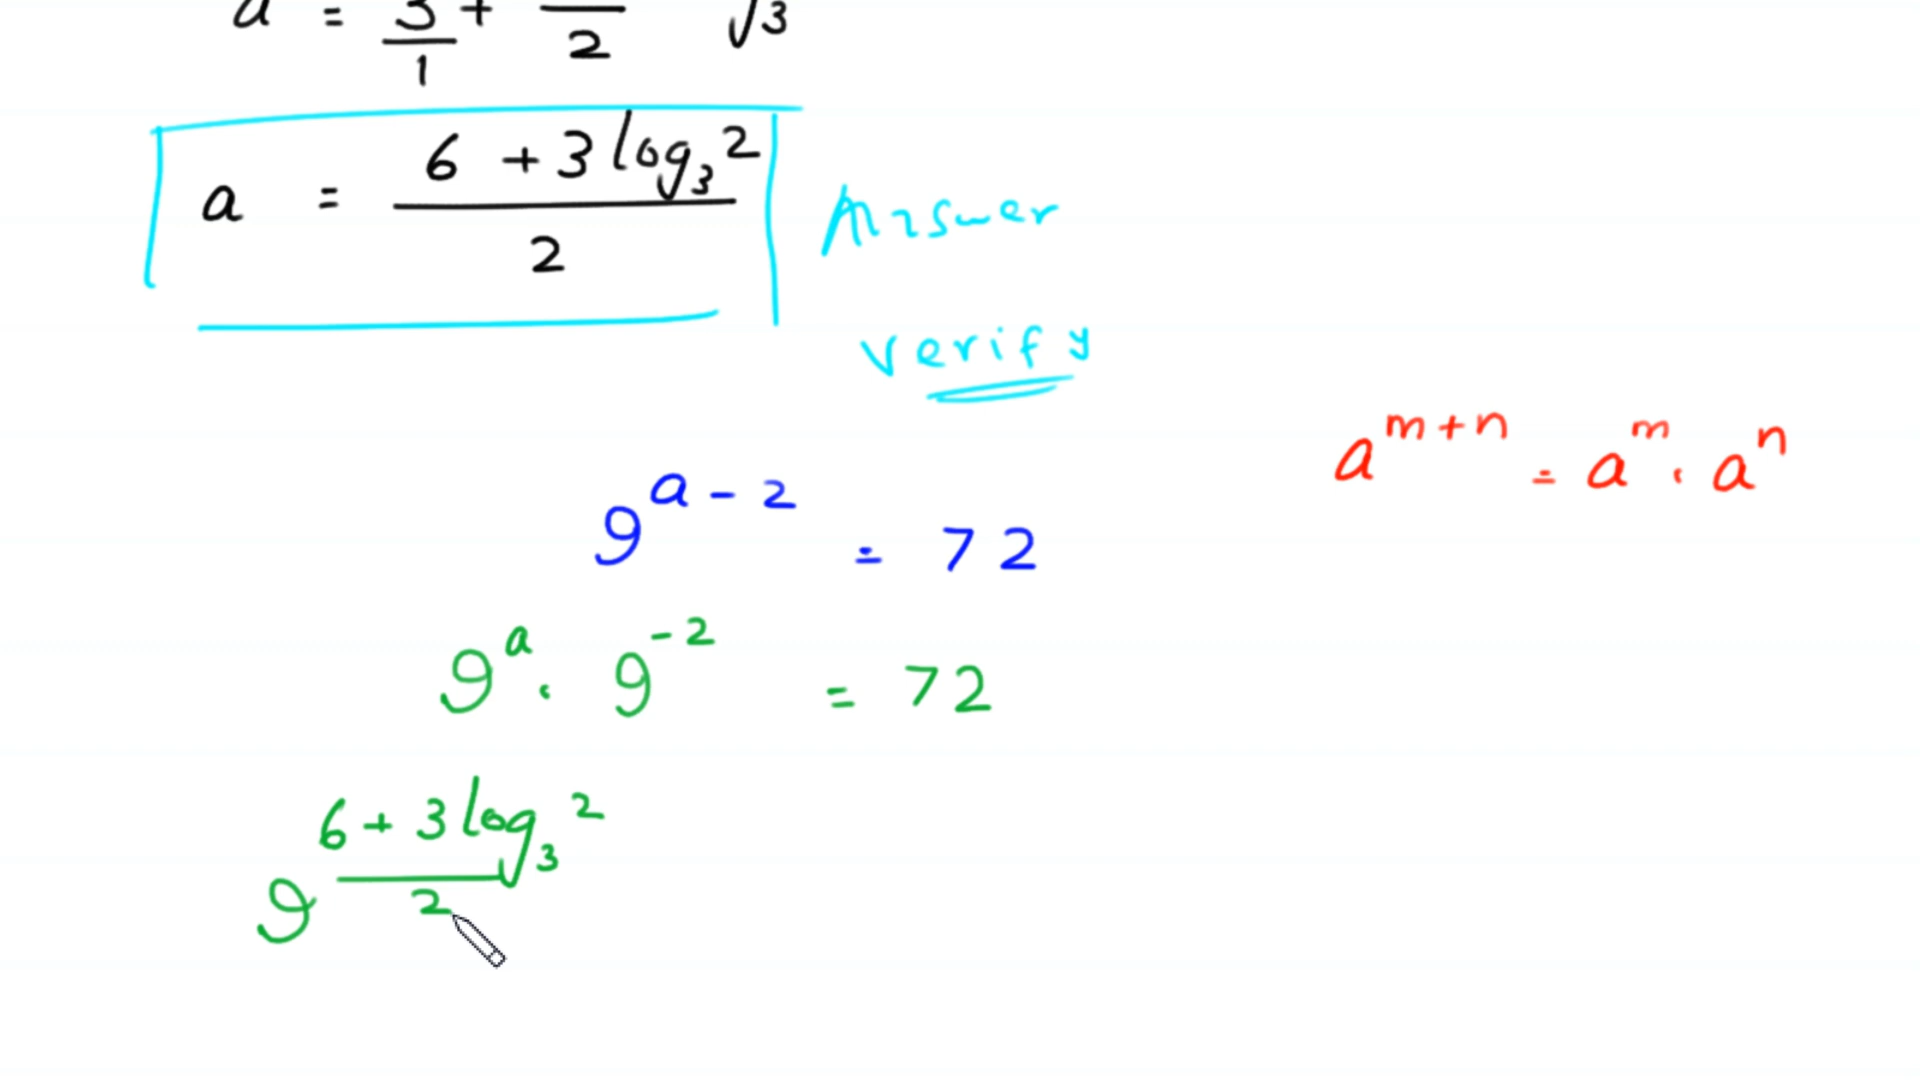 a = 3/1 + /2 g3
a = (6 + 3 log₃ 2)/2 Answer
verify
a^(m+n) = a^m · a^n
9^(a-2) = 72
9^a · 9^(-2) = 72
9^((6 + 3 log₃ 2)/2)